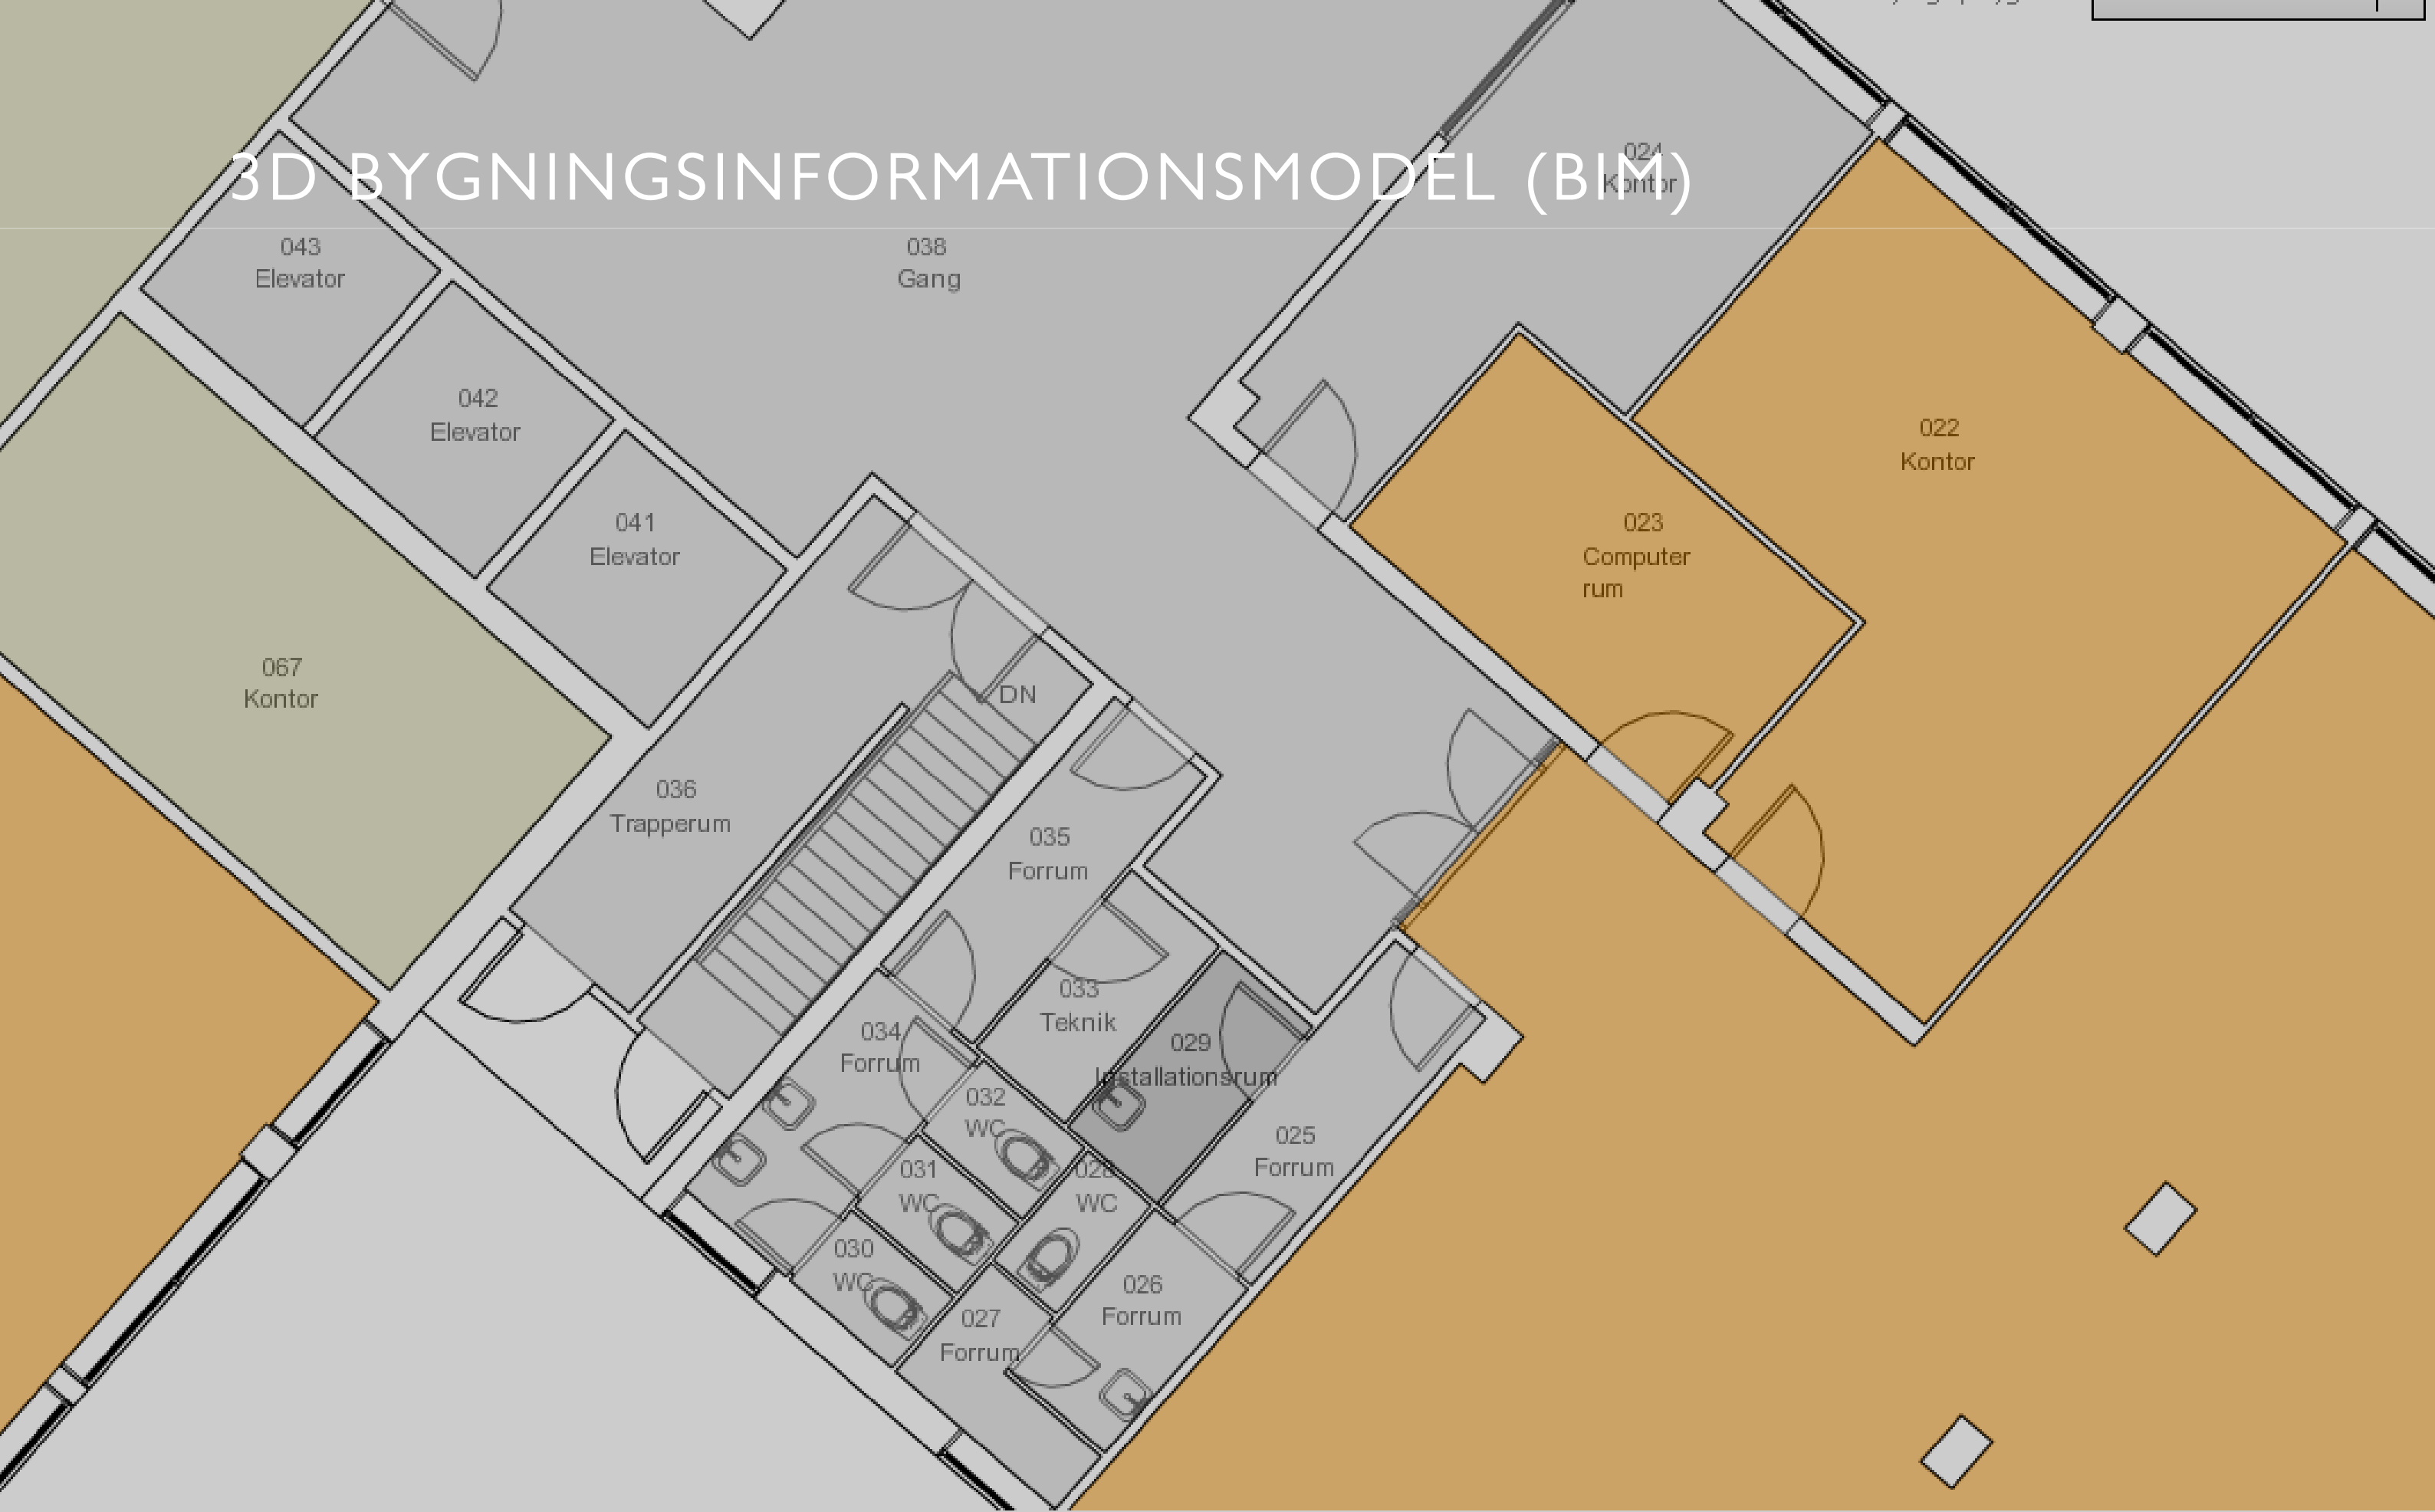 3D BYGNINGSINFORMATIONSMODEL (BIM)
024
Kontor
043
Elevator
038
Gang
042
Elevator
022
Kontor
041
Elevator
023
Computer
rum
067
Kontor
DN
036
Trapperum
035
Forrum
033
Teknik
034
Forrum
029
Installationsrum
032
WC
025
Forrum
031
WC
028
WC
030
WC
026
Forrum
027
Forrum